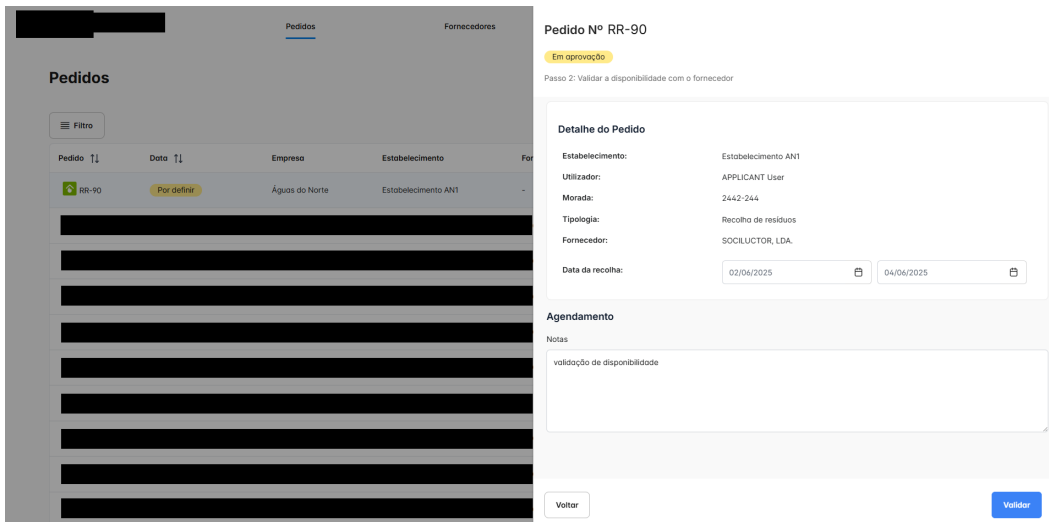 Pedidos Fornecedores
Pedidos
Filtro
Pedido Data Empresa Estabelecimento For
RR-90 Por definir Águas do Norte Estabelecimento AN1 -
Pedido Nº RR-90
Em aprovação
Passo 2: Validar a disponibilidade com o fornecedor
Detalhe do Pedido
Estabelecimento: Estabelecimento AN1
Utilizador: APPLICANT User
Morada: 2442-244
Tipologia: Recolha de resíduos
Fornecedor: SOCILUCTOR, LDA.
Data da recolha: 02/06/2025 04/06/2025
Agendamento
Notas
validação de disponibilidade
Voltar Validar